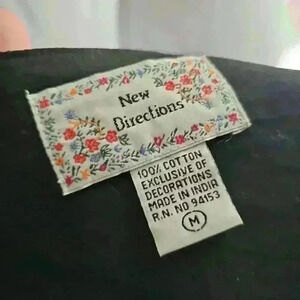 New
Directions
100% COTTON
EXCLUSIVE OF
DECORATIONS
MADE IN INDIA
R.N. NO 94153
M